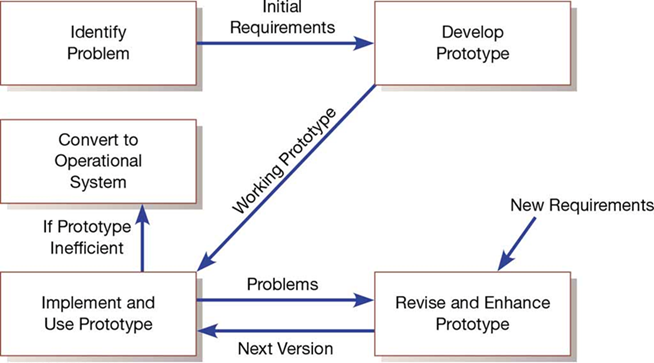 Identify
Problem
Initial
Requirements
Develop
Prototype
Convert to
Operational
System
Working Prototype
If Prototype
Inefficient
New Requirements
Implement and
Use Prototype
Problems
Next Version
Revise and Enhance
Prototype